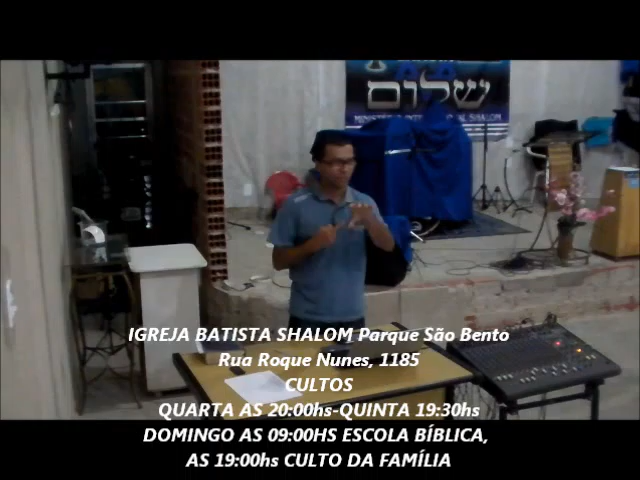 שלום
IGREJA BATISTA SHALOM Parque São Bento
Rua Roque Nunes, 1185
CULTOS
QUARTA AS 20:00hs-QUINTA 19:30hs
DOMINGO AS 09:00HS ESCOLA BÍBLICA,
AS 19:00hs CULTO DA FAMÍLIA